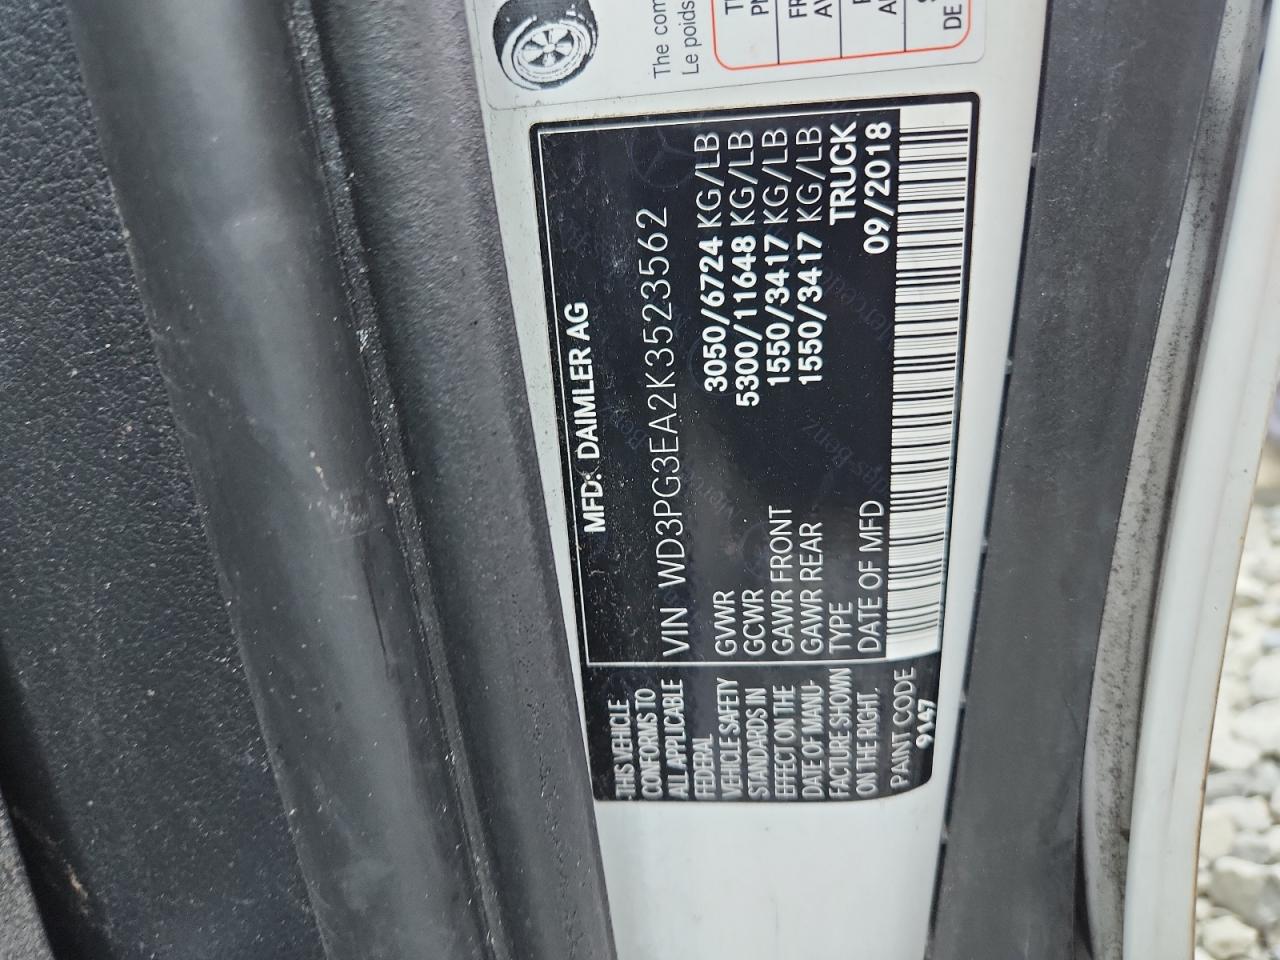 The com
Le poids
MFD: DAIMLER AG
VIN WD3PG3EA2K3523562
GVWR 3050/6724 KG/LB
GCWR 5300/11648 KG/LB
GAWR FRONT 1550/3417 KG/LB
GAWR REAR 1550/3417 KG/LB
TYPE TRUCK
DATE OF MFD 09/2018
THIS VEHICLE
CONFORMS TO
ALL APPLICABLE
FEDERAL
VEHICLE SAFETY
STANDARDS IN
EFFECT ON THE
DATE OF MANU-
FACTURE SHOWN
ON THE RIGHT.
PAINT CODE
9147